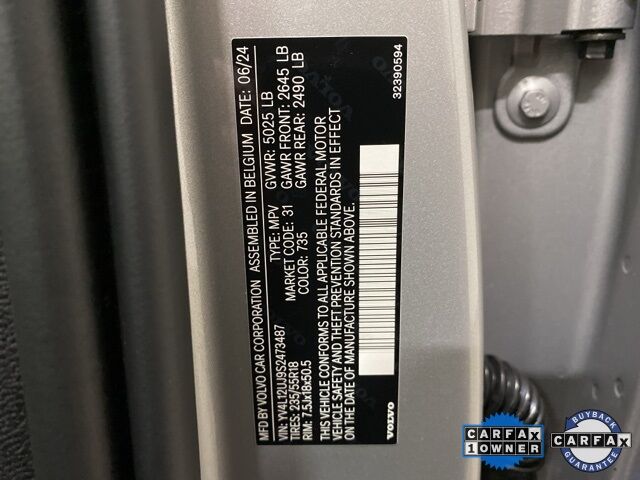 MFD BY VOLVO CAR CORPORATION ASSEMBLED IN BELGIUM DATE: 06/24
VIN: YV4L12UJ9S2473487 TYPE: MPV GVWR: 5025 LB
TIRES: 235/55R18 MARKET CODE: 31 GAWR FRONT: 2645 LB
RIM: 7.5Jx18x50.5 COLOR: 735 GAWR REAR: 2490 LB
THIS VEHICLE CONFORMS TO ALL APPLICABLE FEDERAL MOTOR
VEHICLE SAFETY AND THEFT PREVENTION STANDARDS IN EFFECT
ON THE DATE OF MANUFACTURE SHOWN ABOVE.
VOLVO 32390594
CARFAX
1 OWNER
BUYBACK
CARFAX
GUARANTEE